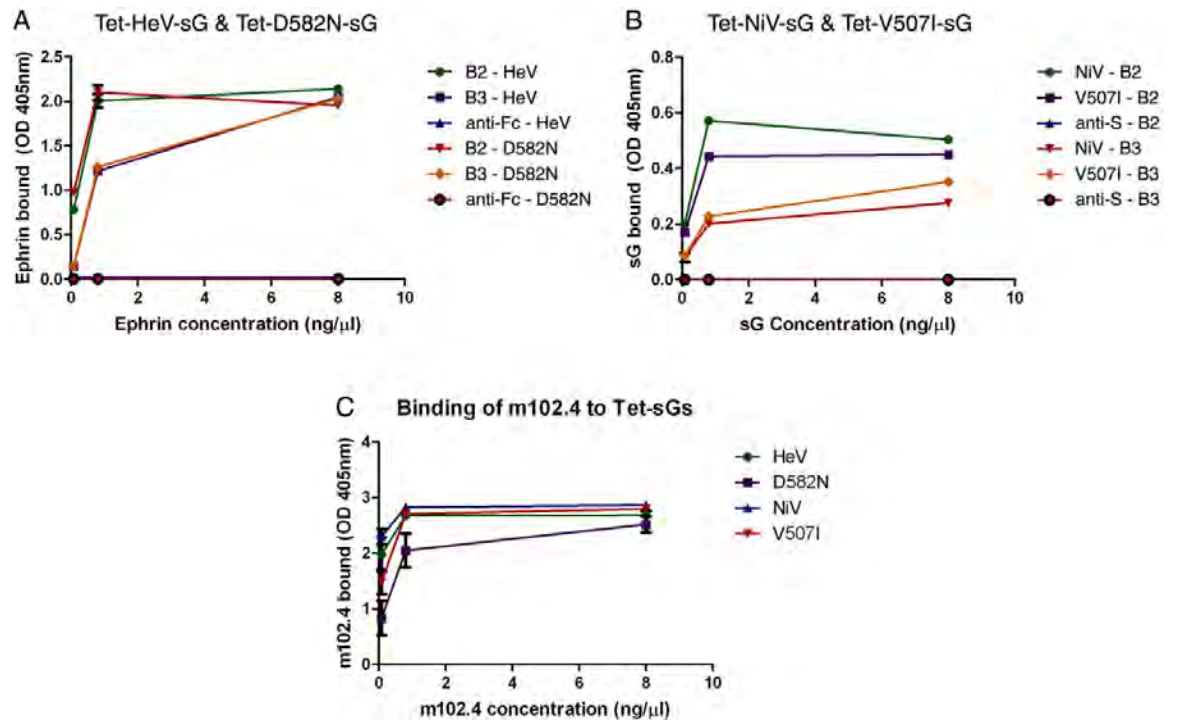 A
Tet-HeV-sG & Tet-D582N-sG
Ephrin bound (OD 405nm)
2.5
2.0
1.5
1.0
0.5
0.0
0 2 4 6 8 10
Ephrin concentration (ng/µl)
B2 - HeV
B3 - HeV
anti-Fc - HeV
B2 - D582N
B3 - D582N
anti-Fc - D582N
B
Tet-NiV-sG & Tet-V507I-sG
sG bound (OD 405nm)
0.8
0.6
0.4
0.2
0.0
0 2 4 6 8 10
sG Concentration (ng/µl)
NiV - B2
V507I - B2
anti-S - B2
NiV - B3
V507I - B3
anti-S - B3
C
Binding of m102.4 to Tet-sGs
m102.4 bound (OD 405nm)
4
3
2
1
0
0 2 4 6 8 10
m102.4 concentration (ng/µl)
HeV
D582N
NiV
V507I